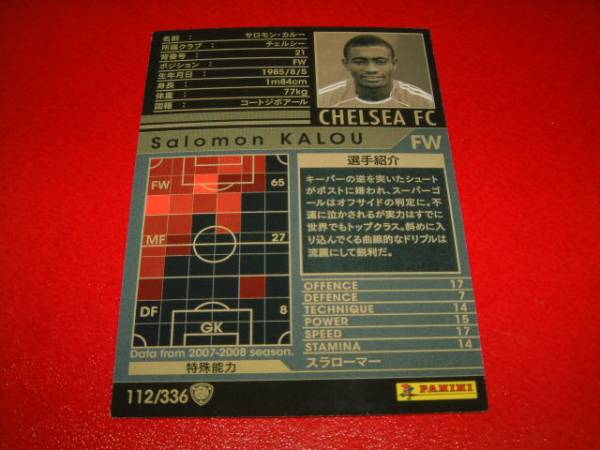 名前 : サロモン・カルー
所属クラブ : チェルシー
背番号 : 21
ポジション : FW
生年月日 : 1985/8/5
身長 : 1m84cm
体重 : 77kg
国籍 : コートジボアール
CHELSEA FC
Salomon KALOU FW
選手紹介
キーパーの逆を突いたシュート
がポストに嫌われ、スーパーゴ
ールはオフサイドの判定に。不
運に泣かされるが実力はすでに
世界でもトップクラス。斜めに入
り込んでくる曲線的なドリブルは
流麗にして鋭利だ。
FW 65
MF 27
DF 8
GK
Data from 2007-2008 season.
OFFENCE 17
DEFENCE 7
TECHNIQUE 14
POWER 15
SPEED 17
STAMINA 14
特殊能力 スラローマー
112/336
PANINI